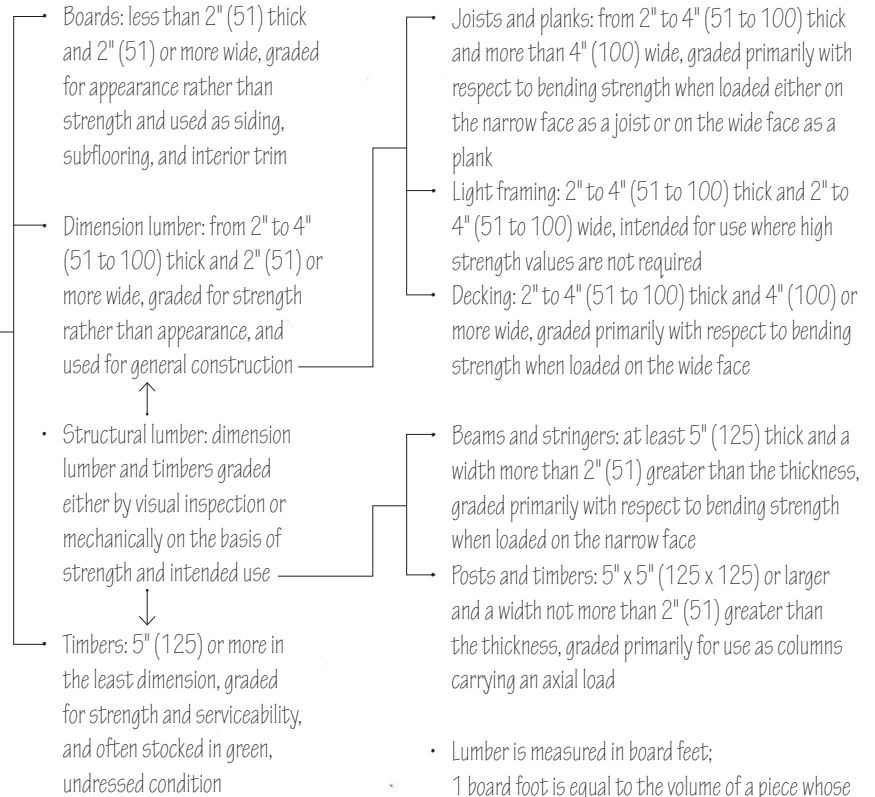 Boards: less than 2" (51) thick
and 2" (51) or more wide, graded
for appearance rather than
strength and used as siding,
subflooring, and interior trim
Dimension lumber: from 2" to 4"
(51 to 100) thick and 2" (51) or
more wide, graded for strength
rather than appearance, and
used for general construction
• Structural lumber: dimension
lumber and timbers graded
either by visual inspection or
mechanically on the basis of
strength and intended use
Timbers: 5" (125) or more in
the least dimension, graded
for strength and serviceability,
and often stocked in green,
undressed condition
Joists and planks: from 2" to 4" (51 to 100) thick
and more than 4" (100) wide, graded primarily with
respect to bending strength when loaded either on
the narrow face as a joist or on the wide face as a
plank
Light framing: 2" to 4" (51 to 100) thick and 2" to
4" (51 to 100) wide, intended for use where high
strength values are not required
Decking: 2" to 4" (51 to 100) thick and 4" (100) or
more wide, graded primarily with respect to bending
strength when loaded on the wide face
Beams and stringers: at least 5" (125) thick and a
width more than 2" (51) greater than the thickness,
graded primarily with respect to bending strength
when loaded on the narrow face
Posts and timbers: 5" x 5" (125 x 125) or larger
and a width not more than 2" (51) greater than
the thickness, graded primarily for use as columns
carrying an axial load
• Lumber is measured in board feet;
1 board foot is equal to the volume of a piece whose